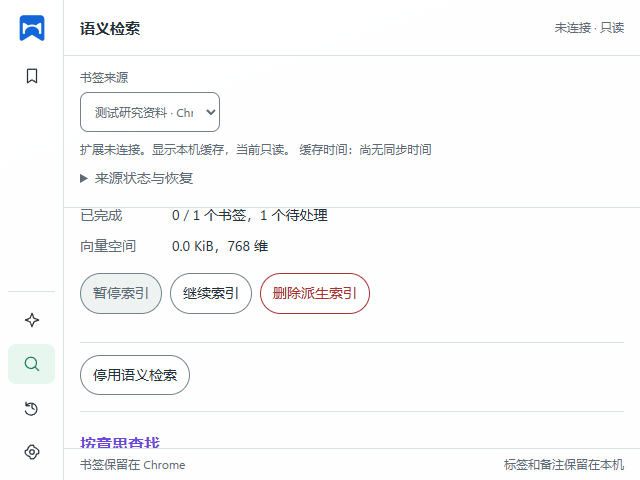 语义检索
未连接 · 只读
书签来源
测试研究资料 · Chr
扩展未连接。显示本机缓存，当前只读。 缓存时间：尚无同步时间
来源状态与恢复
已完成 0 / 1 个书签，1 个待处理
向量空间 0.0 KiB，768 维
暂停索引 继续索引 删除派生索引
停用语义检索
按意思查找
书签保留在 Chrome
标签和备注保留在本机